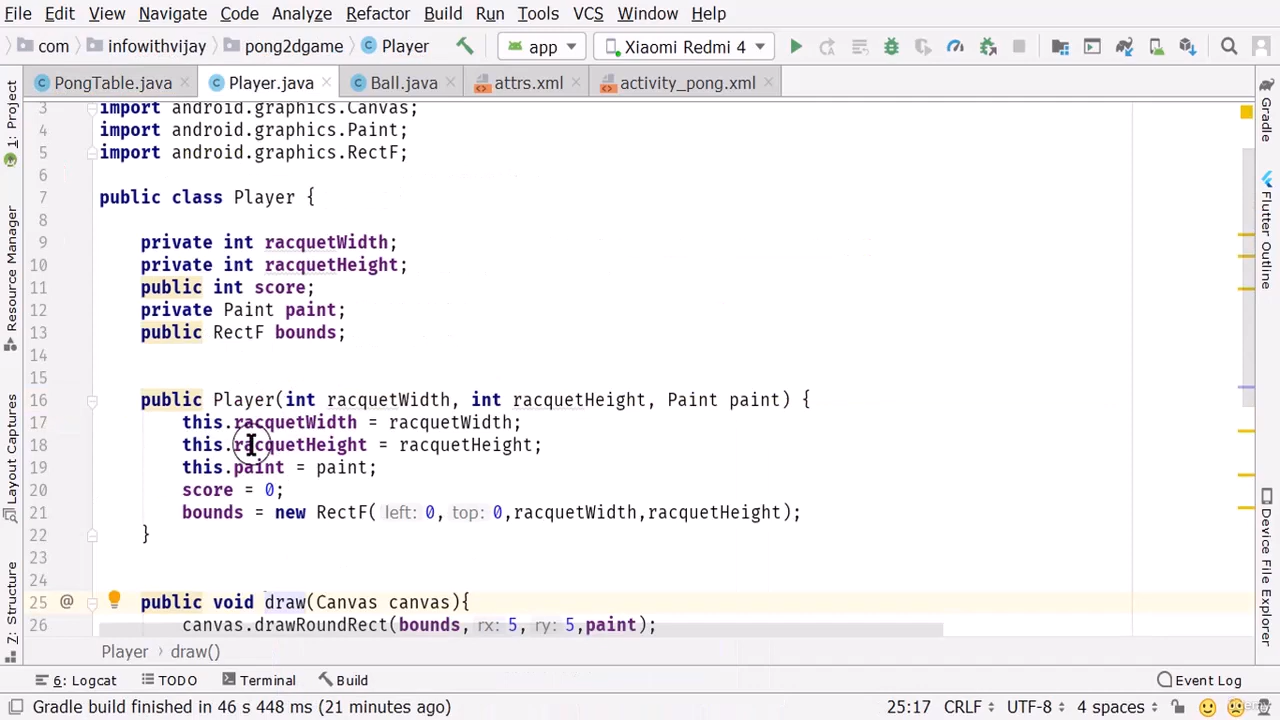 File Edit View Navigate Code Analyze Refactor Build Run Tools VCS Window Help
com infowithvijay pong2dgame Player app Xiaomi Redmi 4
PongTable.java Player.java Ball.java attrs.xml activity_pong.xml
3 import android.graphics.Canvas;
4 import android.graphics.Paint;
5 import android.graphics.RectF;
6
7 public class Player {
8
9 private int racquetWidth;
10 private int racquetHeight;
11 public int score;
12 private Paint paint;
13 public RectF bounds;
14
15
16 public Player(int racquetWidth, int racquetHeight, Paint paint) {
17 this.racquetWidth = racquetWidth;
18 this.racquetHeight = racquetHeight;
19 this.paint = paint;
20 score = 0;
21 bounds = new RectF( left: 0, top: 0,racquetWidth,racquetHeight);
22 }
23
24
25 @ public void draw(Canvas canvas){
26 canvas.drawRoundRect(bounds, rx: 5, ry: 5,paint);
Player draw()
1: Project
Resource Manager
Layout Captures
Z: Structure
Gradle
Flutter Outline
Device File Explorer
6: Logcat TODO Terminal Build Event Log
Gradle build finished in 46 s 448 ms (21 minutes ago) 25:17 CRLF UTF-8 4 spaces